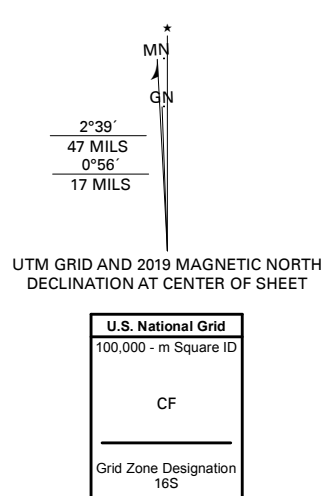 MN
GN
2°39´
47 MILS
0°56´
17 MILS
UTM GRID AND 2019 MAGNETIC NORTH
DECLINATION AT CENTER OF SHEET
U.S. National Grid
100,000 - m Square ID
CF
Grid Zone Designation
16S